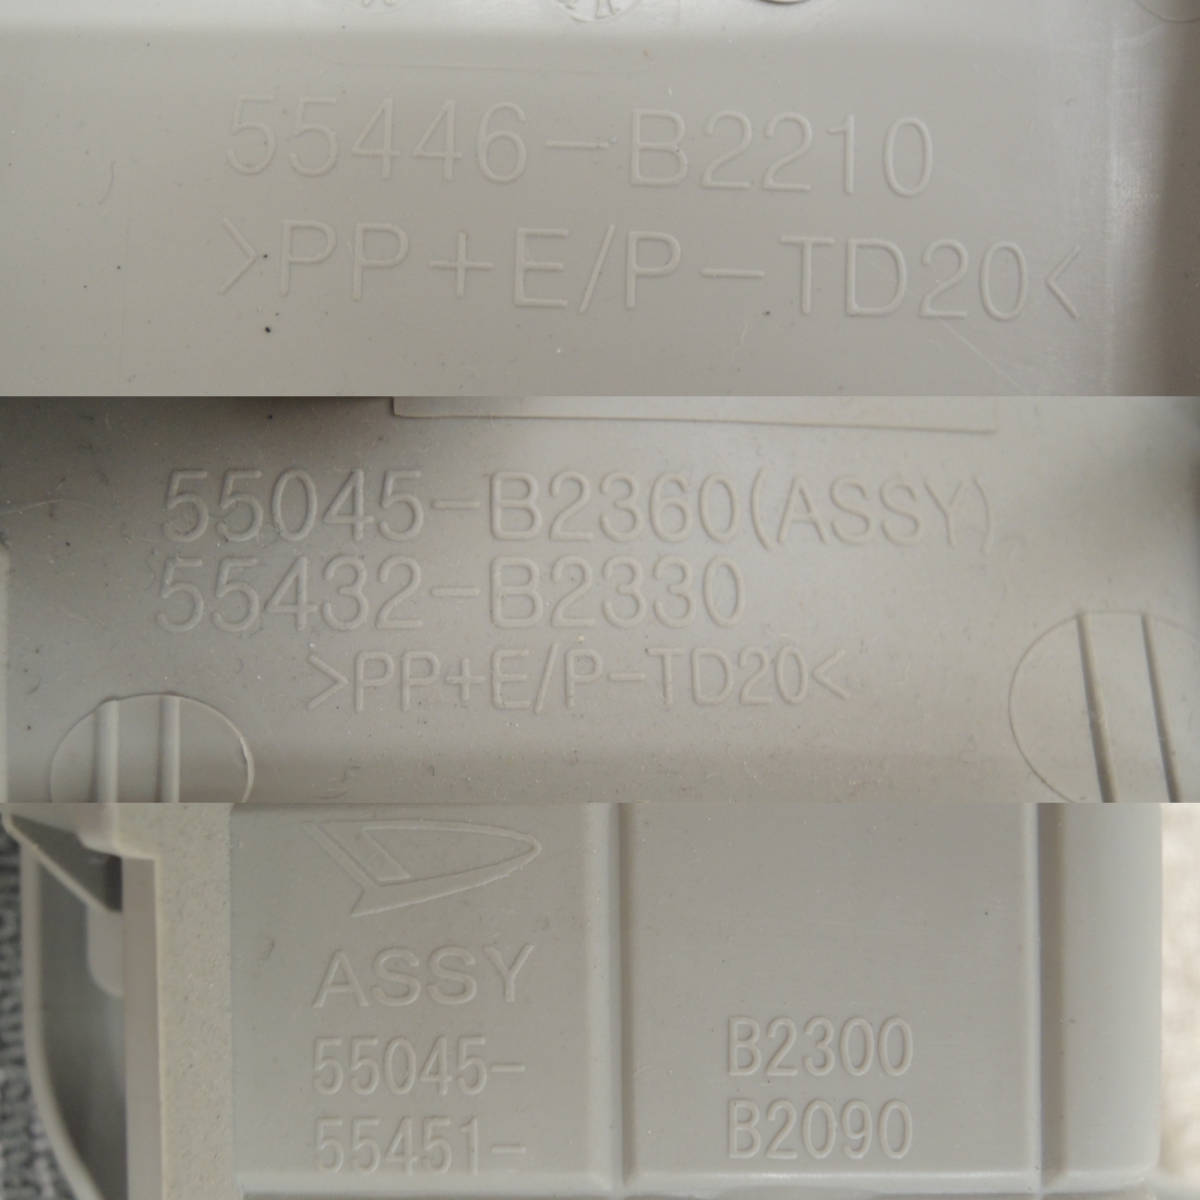 55446-B2210
>PP+E/P-TD20<
55045-B2360(ASSY)
55432-B2330
>PP+E/P-TD20<
ASSY
55045- B2300
55451- B2090